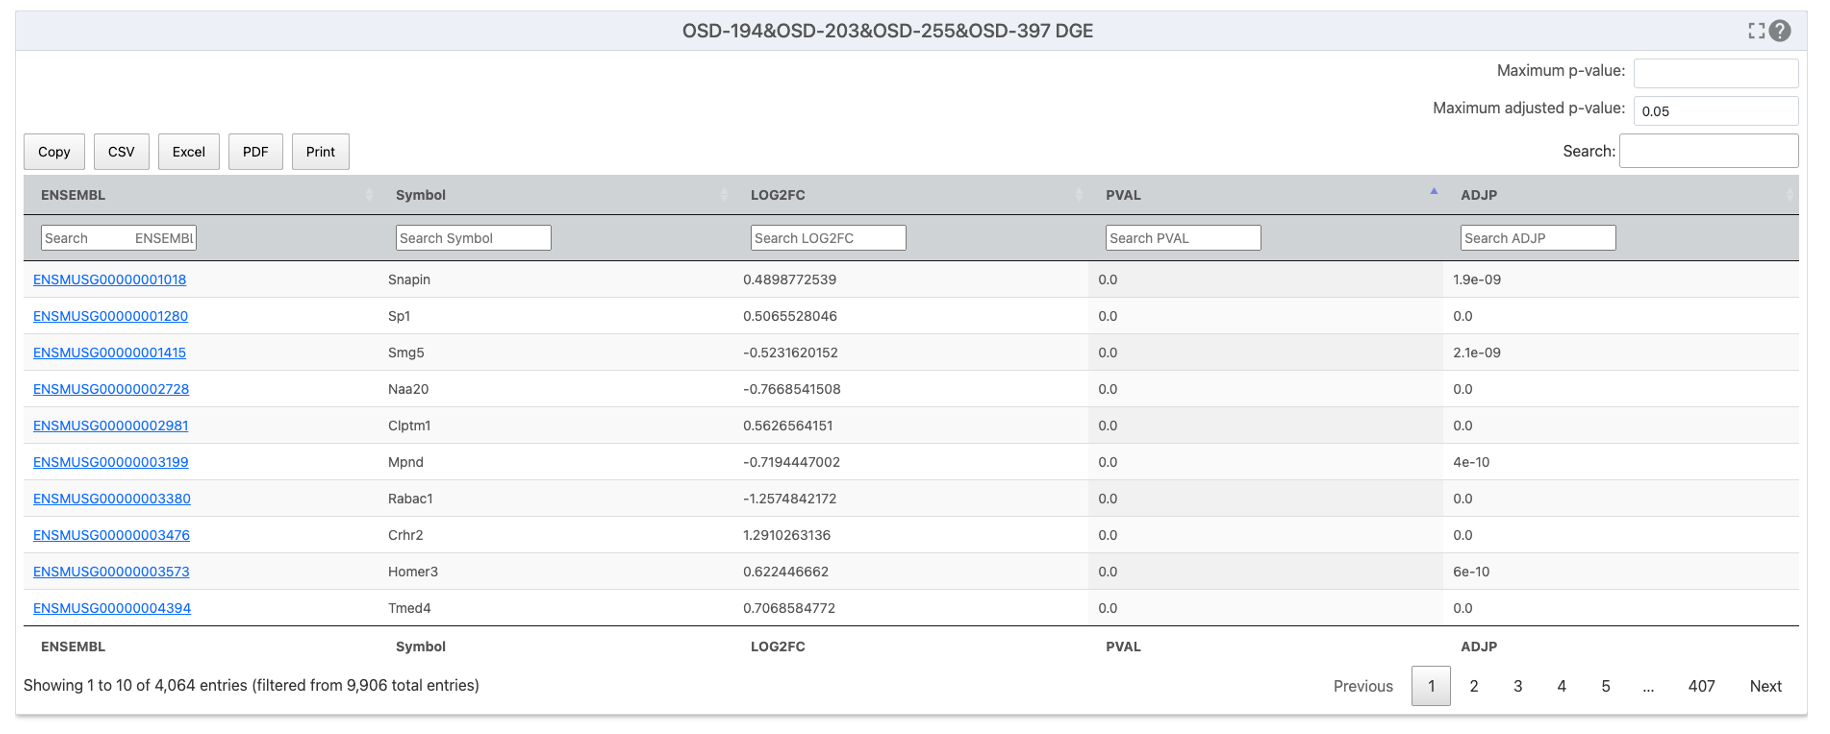 OSD-194&OSD-203&OSD-255&OSD-397 DGE
Maximum p-value:
Maximum adjusted p-value: 0.05
Copy CSV Excel PDF Print Search:
ENSEMBL Symbol LOG2FC PVAL ADJP
Search ENSEMBL Search Symbol Search LOG2FC Search PVAL Search ADJP
ENSMUSG00000001018 Snapin 0.4898772539 0.0 1.9e-09
ENSMUSG00000001280 Sp1 0.5065528046 0.0 0.0
ENSMUSG00000001415 Smg5 -0.5231620152 0.0 2.1e-09
ENSMUSG00000002728 Naa20 -0.7668541508 0.0 0.0
ENSMUSG00000002981 Clptm1 0.5626564151 0.0 0.0
ENSMUSG00000003199 Mpnd -0.7194447002 0.0 4e-10
ENSMUSG00000003380 Rabac1 -1.2574842172 0.0 0.0
ENSMUSG00000003476 Crhr2 1.2910263136 0.0 0.0
ENSMUSG00000003573 Homer3 0.622446662 0.0 6e-10
ENSMUSG00000004394 Tmed4 0.7068584772 0.0 0.0
ENSEMBL Symbol LOG2FC PVAL ADJP
Showing 1 to 10 of 4,064 entries (filtered from 9,906 total entries) Previous 1 2 3 4 5 ... 407 Next